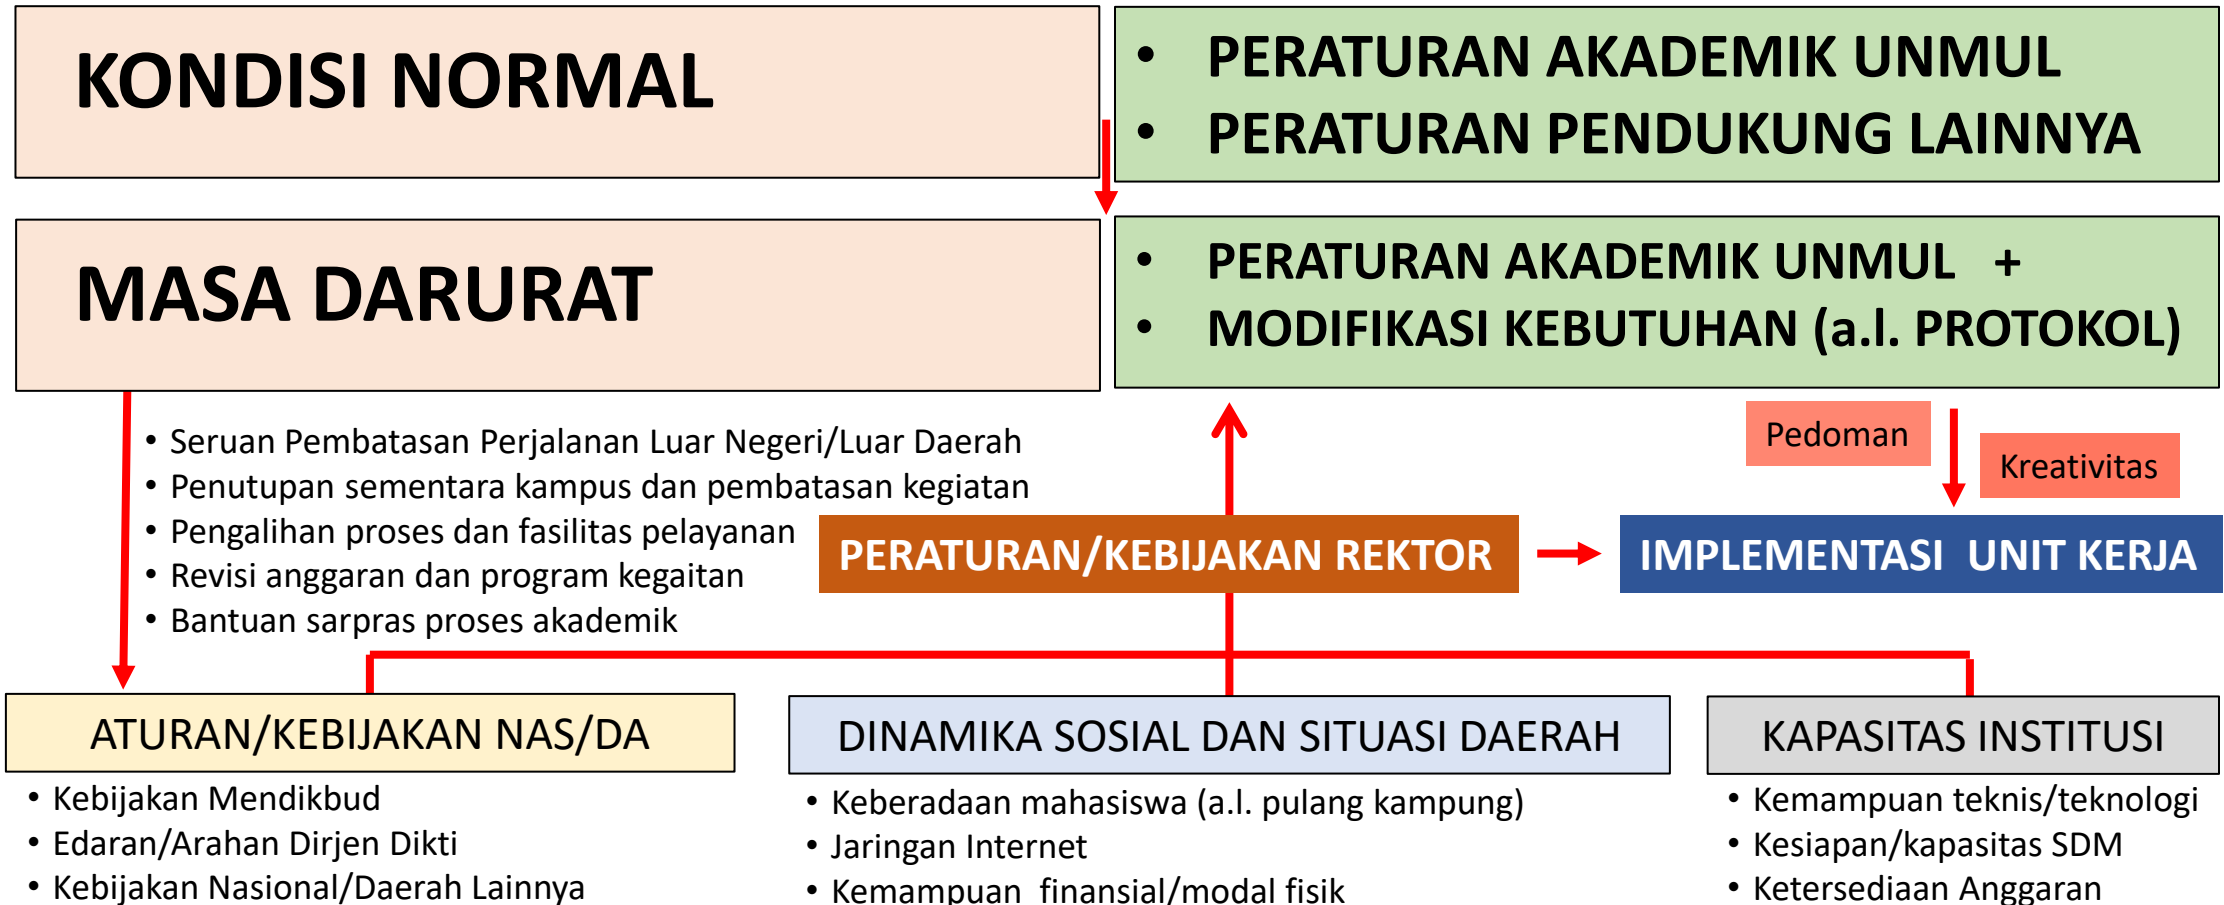 KONDISI NORMAL
• PERATURAN AKADEMIK UNMUL
• PERATURAN PENDUKUNG LAINNYA
MASA DARURAT
• PERATURAN AKADEMIK UNMUL +
• MODIFIKASI KEBUTUHAN (a.l. PROTOKOL)
• Seruan Pembatasan Perjalanan Luar Negeri/Luar Daerah
• Penutupan sementara kampus dan pembatasan kegiatan
• Pengalihan proses dan fasilitas pelayanan
• Revisi anggaran dan program kegaitan
• Bantuan sarpras proses akademik
Pedoman
Kreativitas
PERATURAN/KEBIJAKAN REKTOR
IMPLEMENTASI UNIT KERJA
ATURAN/KEBIJAKAN NAS/DA
• Kebijakan Mendikbud
• Edaran/Arahan Dirjen Dikti
• Kebijakan Nasional/Daerah Lainnya
DINAMIKA SOSIAL DAN SITUASI DAERAH
• Keberadaan mahasiswa (a.l. pulang kampung)
• Jaringan Internet
• Kemampuan finansial/modal fisik
KAPASITAS INSTITUSI
• Kemampuan teknis/teknologi
• Kesiapan/kapasitas SDM
• Ketersediaan Anggaran